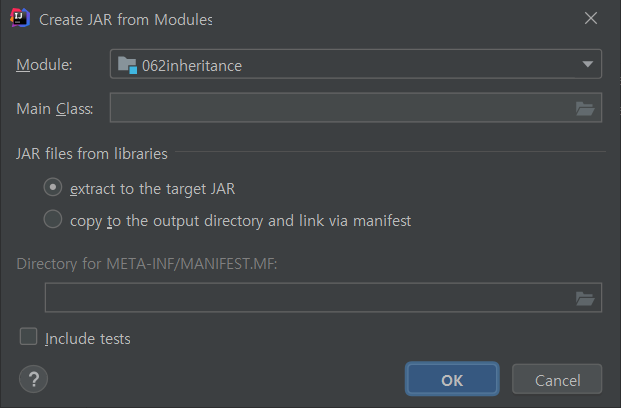 IJ Create JAR from Modules
Module: 062inheritance
Main Class:
JAR files from libraries
extract to the target JAR
copy to the output directory and link via manifest
Directory for META-INF/MANIFEST.MF:
Include tests
? OK Cancel